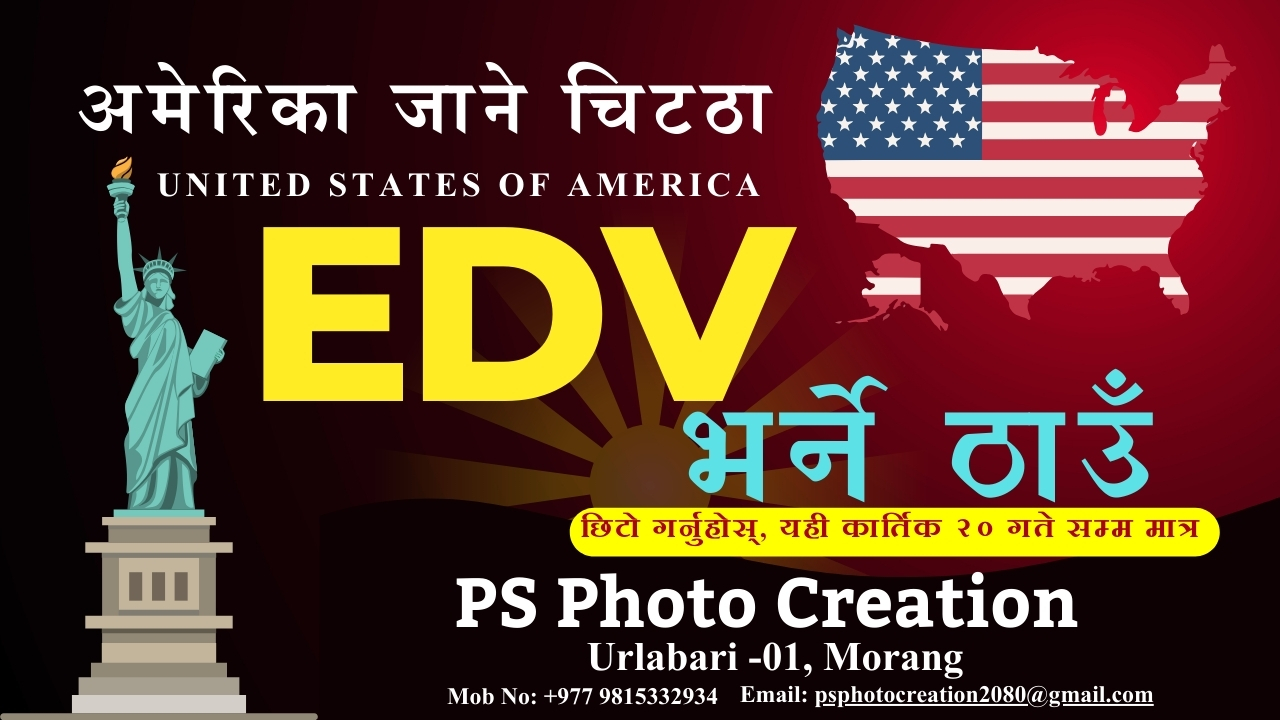 अमेरिका जाने चिटठा
UNITED STATES OF AMERICA
EDV
भर्ने ठाउँ
छिटो गर्नुहोस्, यही कार्तिक २० गते सम्म मात्र
PS Photo Creation
Urlabari -01, Morang
Mob No: +977 9815332934 Email: psphotocreation2080@gmail.com